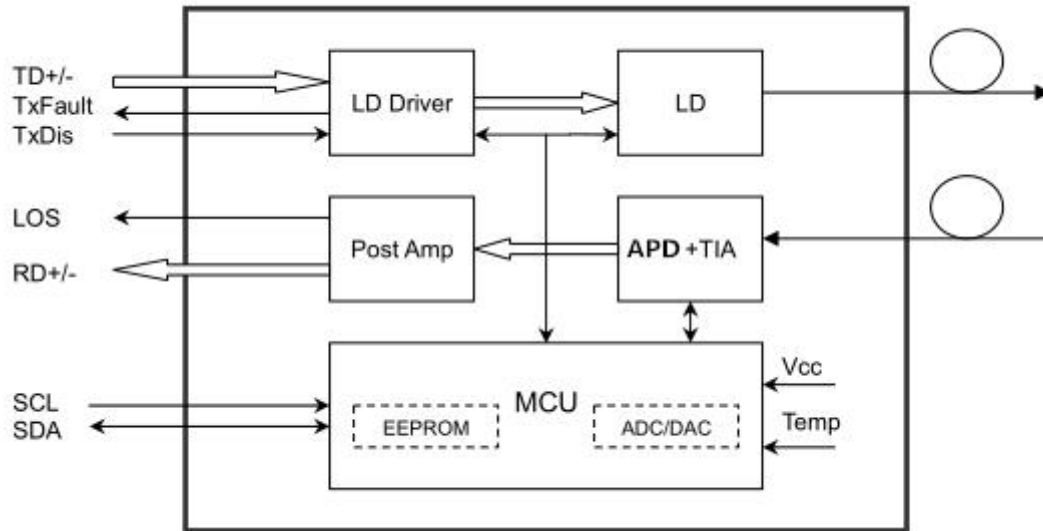 TD+/-
TxFault
TxDis
LD Driver
LD
LOS
RD+/-
Post Amp
APD +TIA
SCL
SDA
MCU
EEPROM
ADC/DAC
Vcc
Temp